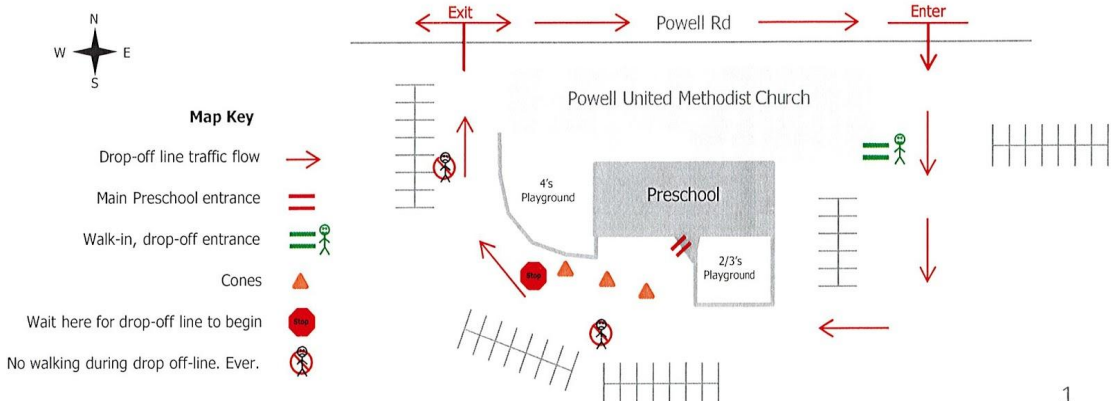 Exit
Powell Rd
Enter
N
W
E
S
Powell United Methodist Church
Map Key
Drop-off line traffic flow
Main Preschool entrance
Walk-in, drop-off entrance
Cones
Wait here for drop-off line to begin
Stop
No walking during drop off-line. Ever.
4's
Playground
Preschool
2/3's
Playground
Stop
1